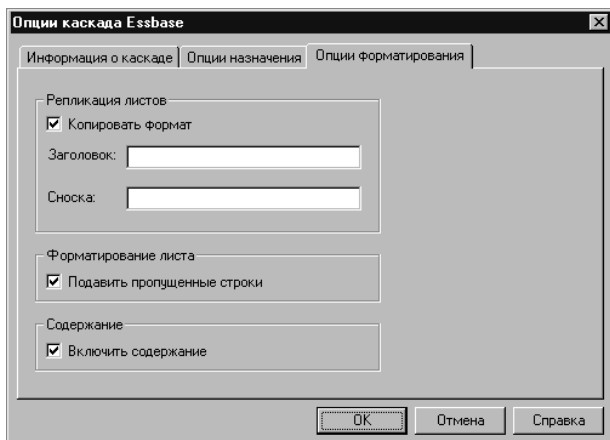 Опции каскада Essbase
Информация о каскаде Опции назначения Опции форматирования
Репликация листов
Копировать формат
Заголовок:
Сноска:
Форматирование листа
Подавить пропущенные строки
Содержание
Включить содержание
OK Отмена Справка